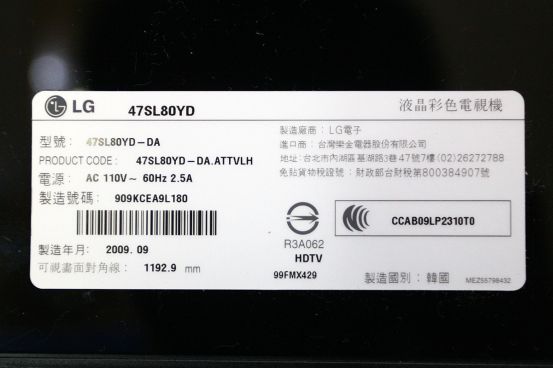 LG 47SL80YD 液晶彩色電視機
型號: 47SL80YD-DA
PRODUCT CODE: 47SL80YD-DA.ATTVLH
電源: AC 110V~ 60Hz 2.5A
製造號碼: 909KCEA9L180
製造年月: 2009. 09
可視畫面對角線: 1192.9 mm
製造廠商: LG電子
進口商: 台灣樂金電器股份有限公司
地址: 台北市內湖區基湖路3巷47號7樓 (02)26272788
免貼貨物稅證號: 財政部台財稅第800384907號
R3A062
HDTV
99FMX429
CCAB09LP2310T0
製造國別: 韓國
MEZ55798432